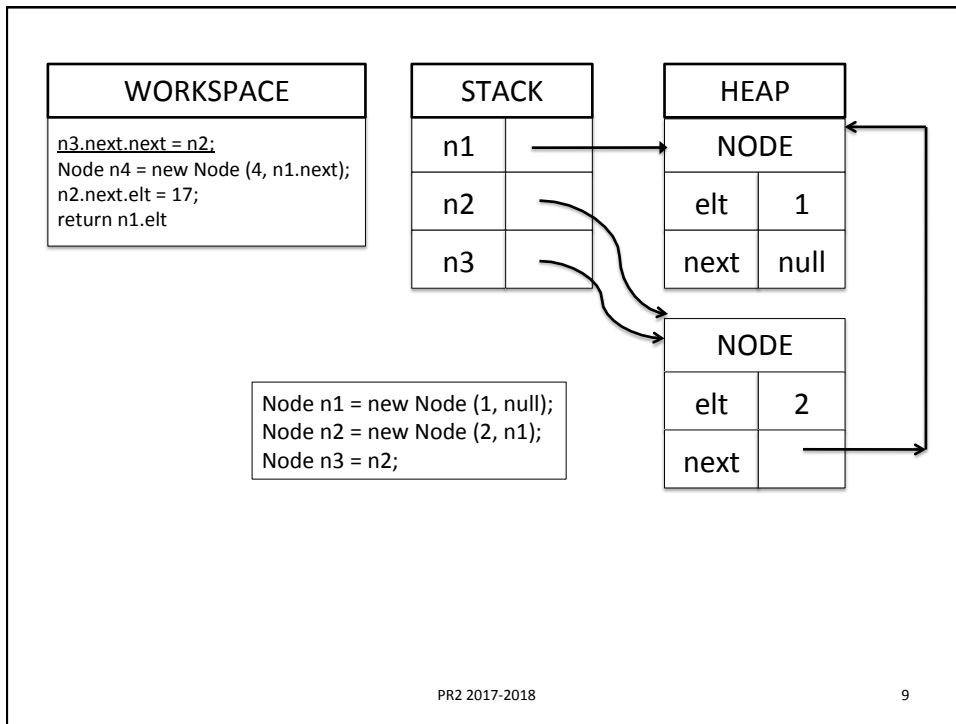 WORKSPACE
n3.next.next = n2;
Node n4 = new Node (4, n1.next);
n2.next.elt = 17;
return n1.elt
STACK
n1
n2
n3
HEAP
NODE
elt 1
next null
NODE
elt 2
next
Node n1 = new Node (1, null);
Node n2 = new Node (2, n1);
Node n3 = n2;
PR2 2017-2018 9